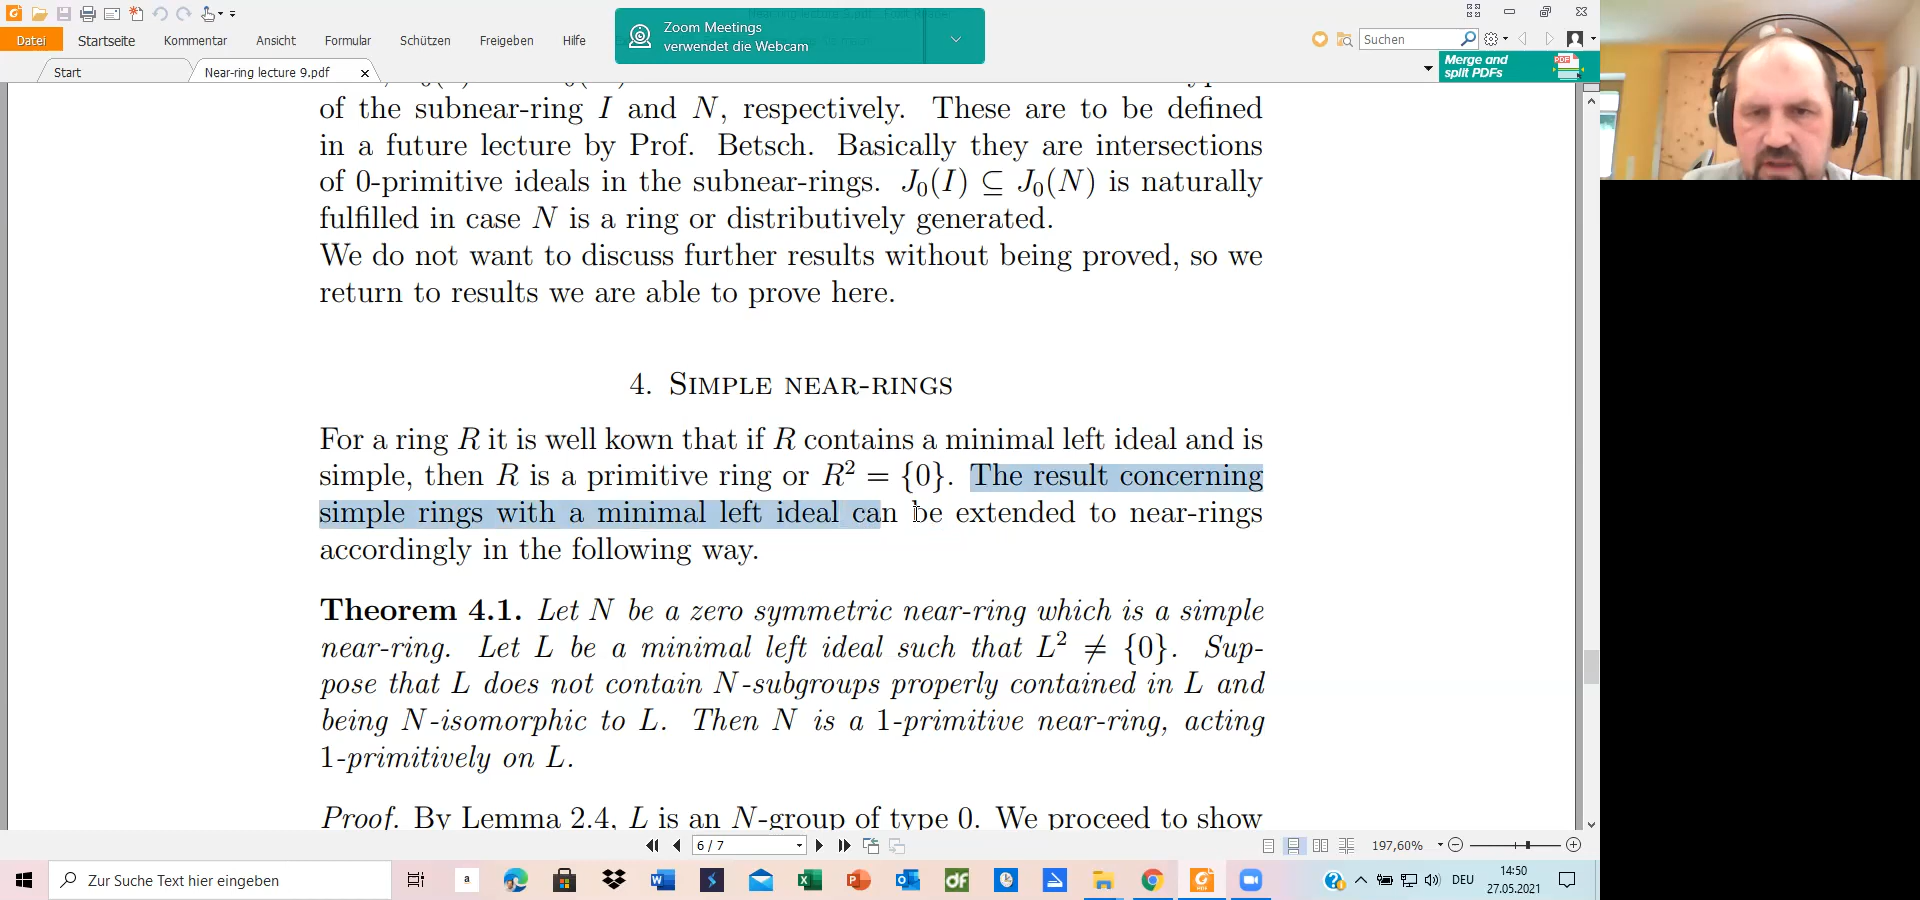 Zoom Meetings
verwendet die Webcam
Datei Startseite Kommentar Ansicht Formular Schützen Freigeben Hilfe Suchen
Merge and
split PDFs
Start Near-ring lecture 9.pdf
of the subnear-ring I and N, respectively. These are to be defined
in a future lecture by Prof. Betsch. Basically they are intersections
of 0-primitive ideals in the subnear-rings. J₀(I) ⊆ J₀(N) is naturally
fulfilled in case N is a ring or distributively generated.
We do not want to discuss further results without being proved, so we
return to results we are able to prove here.
4. Simple near-rings
For a ring R it is well kown that if R contains a minimal left ideal and is
simple, then R is a primitive ring or R² = {0}. The result concerning
simple rings with a minimal left ideal can be extended to near-rings
accordingly in the following way.
Theorem 4.1. Let N be a zero symmetric near-ring which is a simple
near-ring. Let L be a minimal left ideal such that L² ≠ {0}. Sup-
pose that L does not contain N-subgroups properly contained in L and
being N-isomorphic to L. Then N is a 1-primitive near-ring, acting
1-primitively on L.
Proof. By Lemma 2.4, L is an N-group of type 0. We proceed to show
6 / 7 197,60%
Zur Suche Text hier eingeben
DEU
14:50
27.05.2021